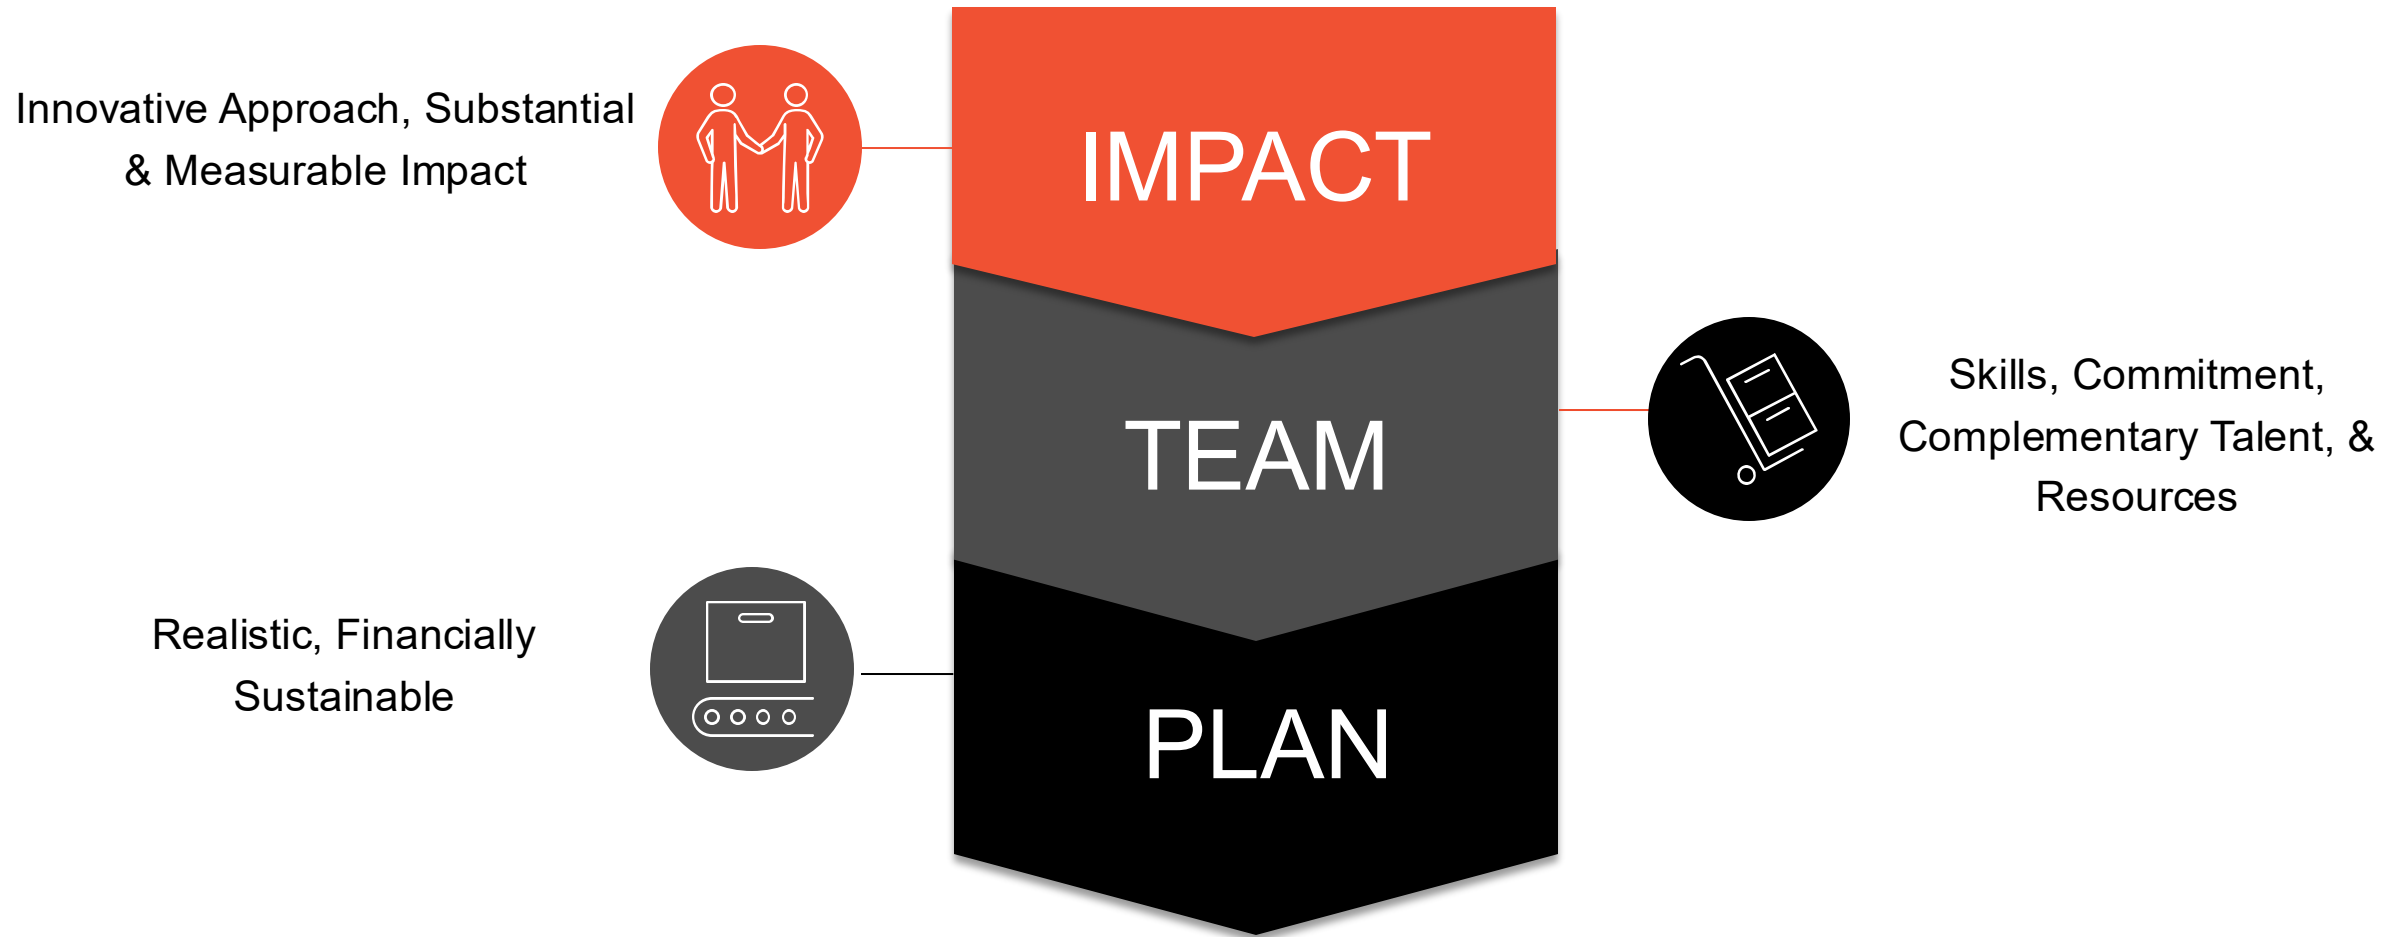 Innovative Approach, Substantial
& Measurable Impact
IMPACT
TEAM
Skills, Commitment,
Complementary Talent, &
Resources
Realistic, Financially
Sustainable
PLAN